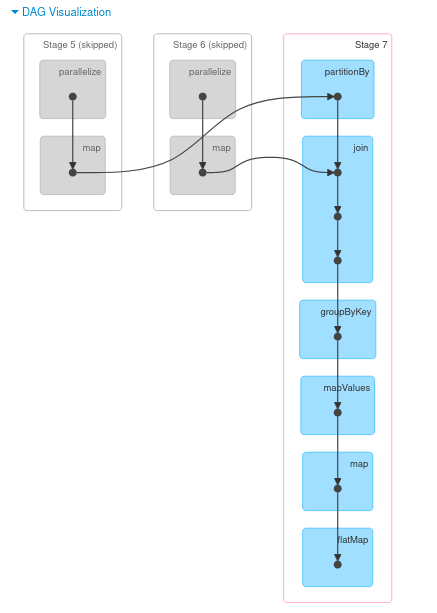 DAG Visualization
Stage 5 (skipped)
parallelize
map
Stage 6 (skipped)
parallelize
map
Stage 7
partitionBy
join
groupByKey
mapValues
map
flatMap